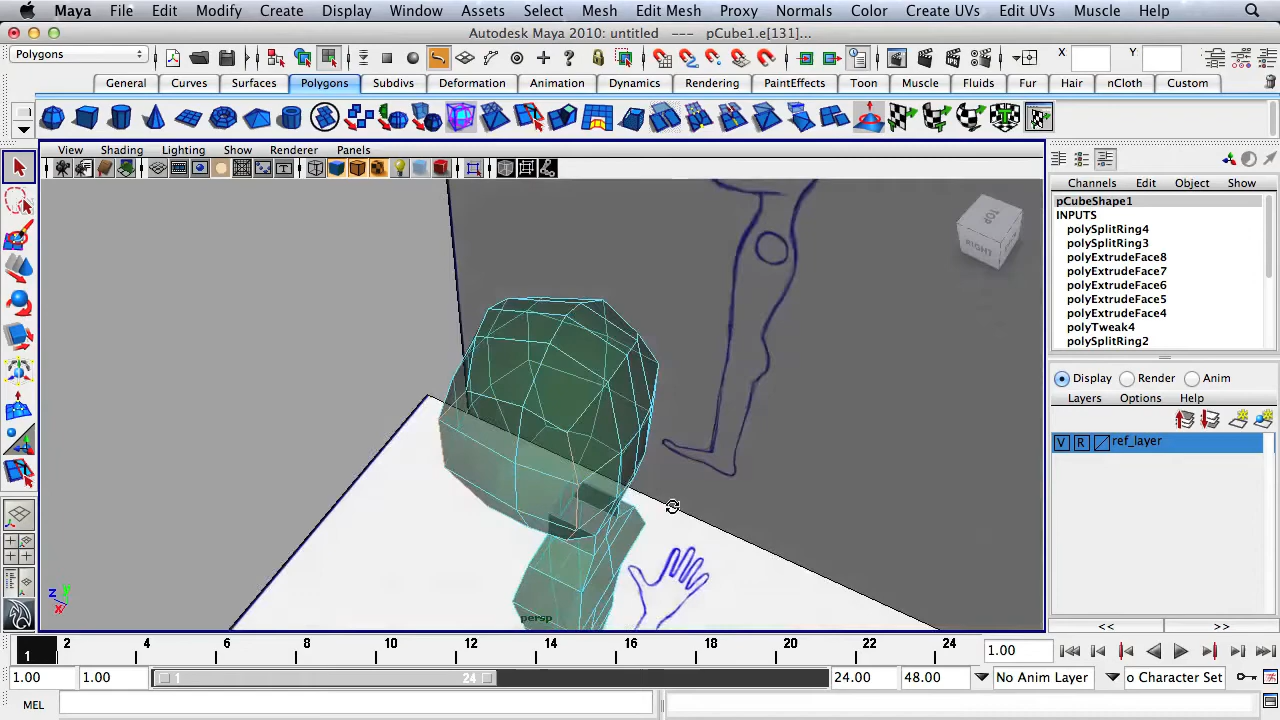 Maya File Edit Modify Create Display Window Assets Select Mesh Edit Mesh Proxy Normals Color Create UVs Edit UVs Muscle Help
Autodesk Maya 2010: untitled --- pCube1.e[131]...
Polygons
X
Y
General Curves Surfaces Polygons Subdivs Deformation Animation Dynamics Rendering PaintEffects Toon Muscle Fluids Fur Hair nCloth Custom
View Shading Lighting Show Renderer Panels
TOP
RIGHT
z y
x
persp
Channels Edit Object Show
pCubeShape1
INPUTS
polySplitRing4
polySplitRing3
polyExtrudeFace8
polyExtrudeFace7
polyExtrudeFace6
polyExtrudeFace5
polyExtrudeFace4
polyTweak4
polySplitRing2
Display Render Anim
Layers Options Help
V R ref_layer
<< >>
1 2 4 6 8 10 12 14 16 18 20 22 24
1.00
1.00 1.00 1 24 24.00 48.00 No Anim Layer o Character Set
MEL